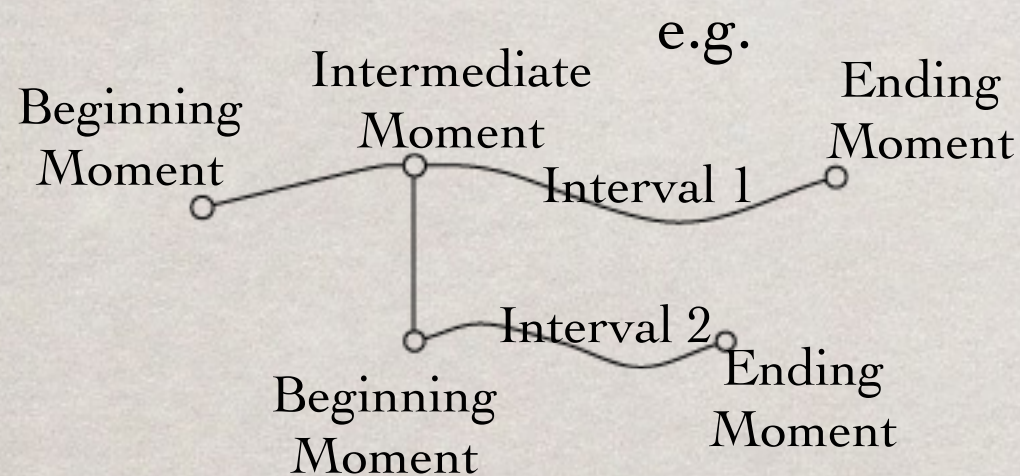 e.g.
Intermediate
Moment
Beginning
Moment
Ending
Moment
Interval 1
Interval 2
Ending
Moment
Beginning
Moment